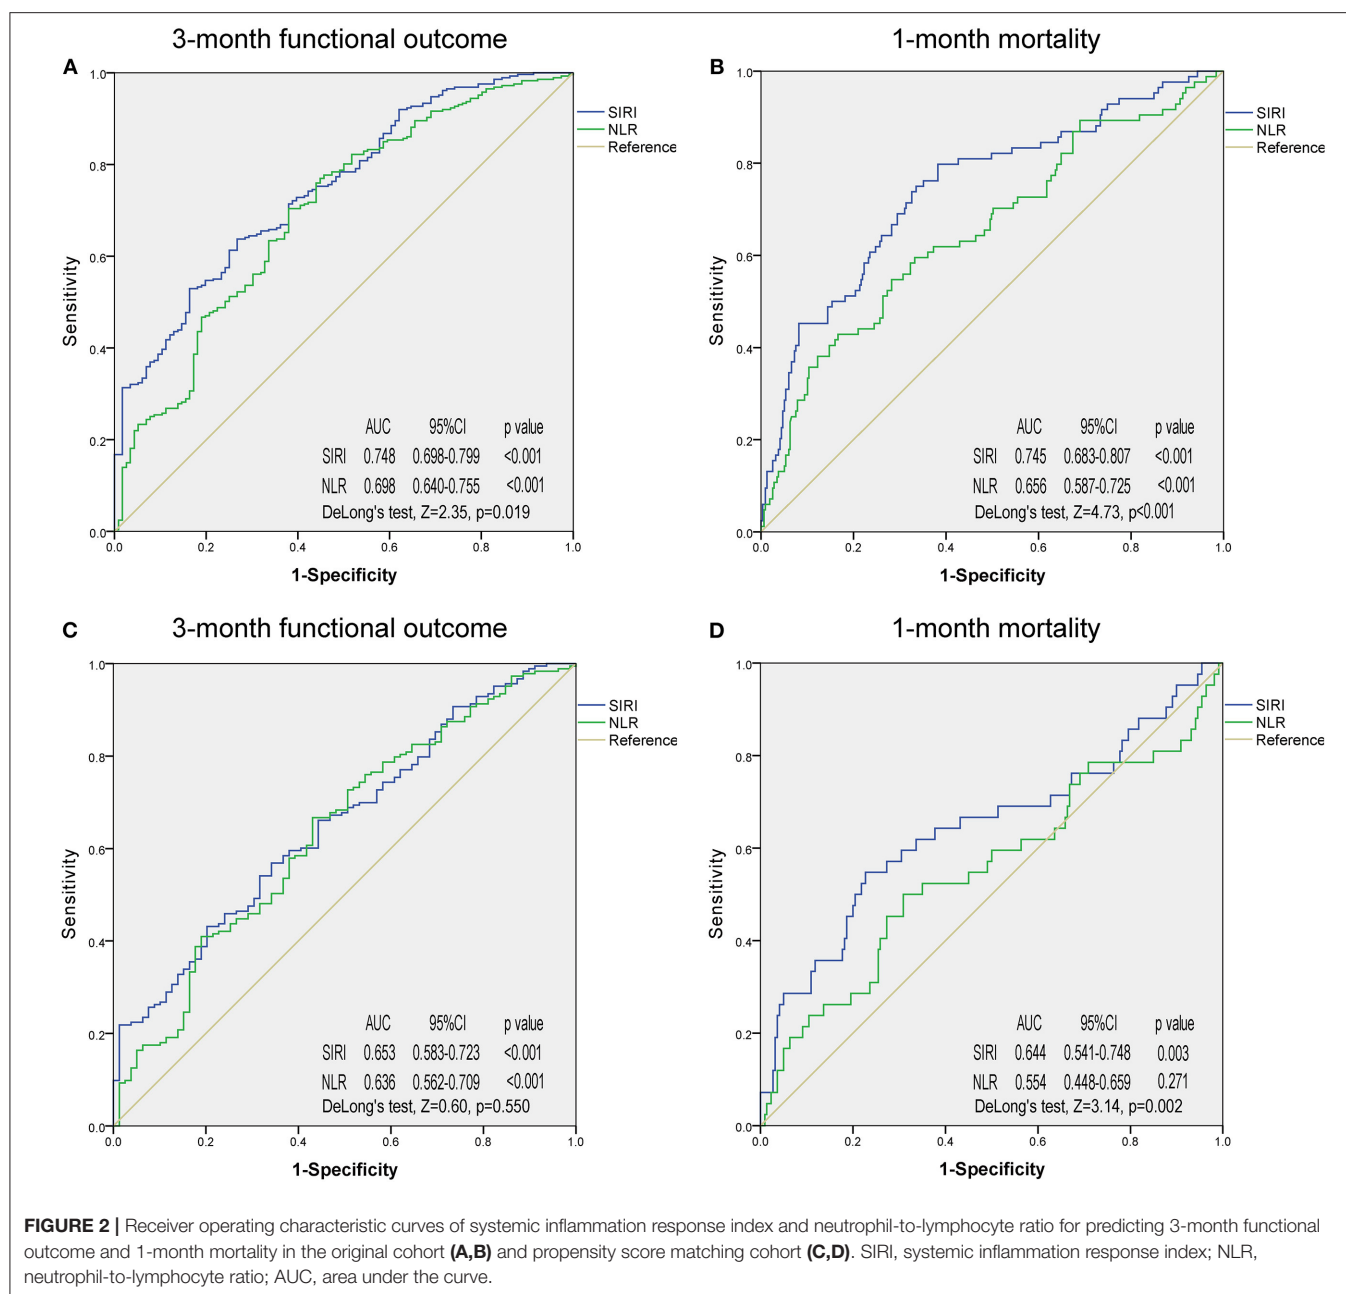 3-month functional outcome
A
1.0
0.8
0.6
0.4
0.2
0.0
Sensitivity
SIRI
NLR
Reference
AUC 95%CI p value
SIRI 0.748 0.698-0.799 <0.001
NLR 0.698 0.640-0.755 <0.001
DeLong's test, Z=2.35, p=0.019
0.0 0.2 0.4 0.6 0.8 1.0
1-Specificity
1-month mortality
B
1.0
0.8
0.6
0.4
0.2
0.0
Sensitivity
SIRI
NLR
Reference
AUC 95%CI p value
SIRI 0.745 0.683-0.807 <0.001
NLR 0.656 0.587-0.725 <0.001
DeLong's test, Z=4.73, p<0.001
0.0 0.2 0.4 0.6 0.8 1.0
1-Specificity
3-month functional outcome
C
1.0
0.8
0.6
0.4
0.2
0.0
Sensitivity
SIRI
NLR
Reference
AUC 95%CI p value
SIRI 0.653 0.583-0.723 <0.001
NLR 0.636 0.562-0.709 <0.001
DeLong's test, Z=0.60, p=0.550
0.0 0.2 0.4 0.6 0.8 1.0
1-Specificity
1-month mortality
D
1.0
0.8
0.6
0.4
0.2
0.0
Sensitivity
SIRI
NLR
Reference
AUC 95%CI p value
SIRI 0.644 0.541-0.748 0.003
NLR 0.554 0.448-0.659 0.271
DeLong's test, Z=3.14, p=0.002
0.0 0.2 0.4 0.6 0.8 1.0
1-Specificity
FIGURE 2 | Receiver operating characteristic curves of systemic inflammation response index and neutrophil-to-lymphocyte ratio for predicting 3-month functional
outcome and 1-month mortality in the original cohort (A,B) and propensity score matching cohort (C,D). SIRI, systemic inflammation response index; NLR,
neutrophil-to-lymphocyte ratio; AUC, area under the curve.